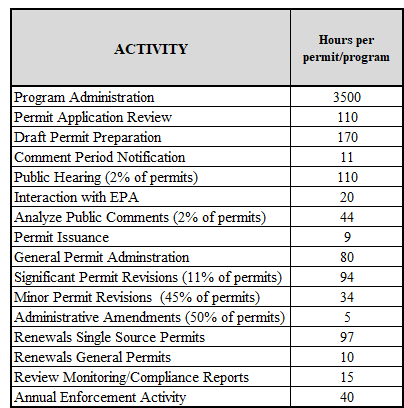 ACTIVITY Hours per
permit/program
Program Administration 3500
Permit Application Review 110
Draft Permit Preparation 170
Comment Period Notification 11
Public Hearing (2% of permits) 110
Interaction with EPA 20
Analyze Public Comments (2% of permits) 44
Permit Issuance 9
General Permit Adminstration 80
Significant Permit Revisions (11% of permits) 94
Minor Permit Revisions (45% of permits) 34
Administrative Amendments (50% of permits) 5
Renewals Single Source Permits 97
Renewals General Permits 10
Review Monitoring/Compliance Reports 15
Annual Enforcement Activity 40